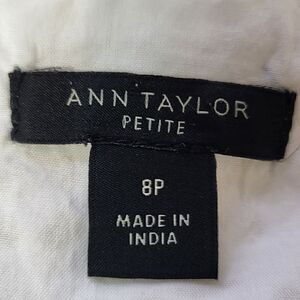 ANN TAYLOR
PETITE
8P
MADE IN
INDIA